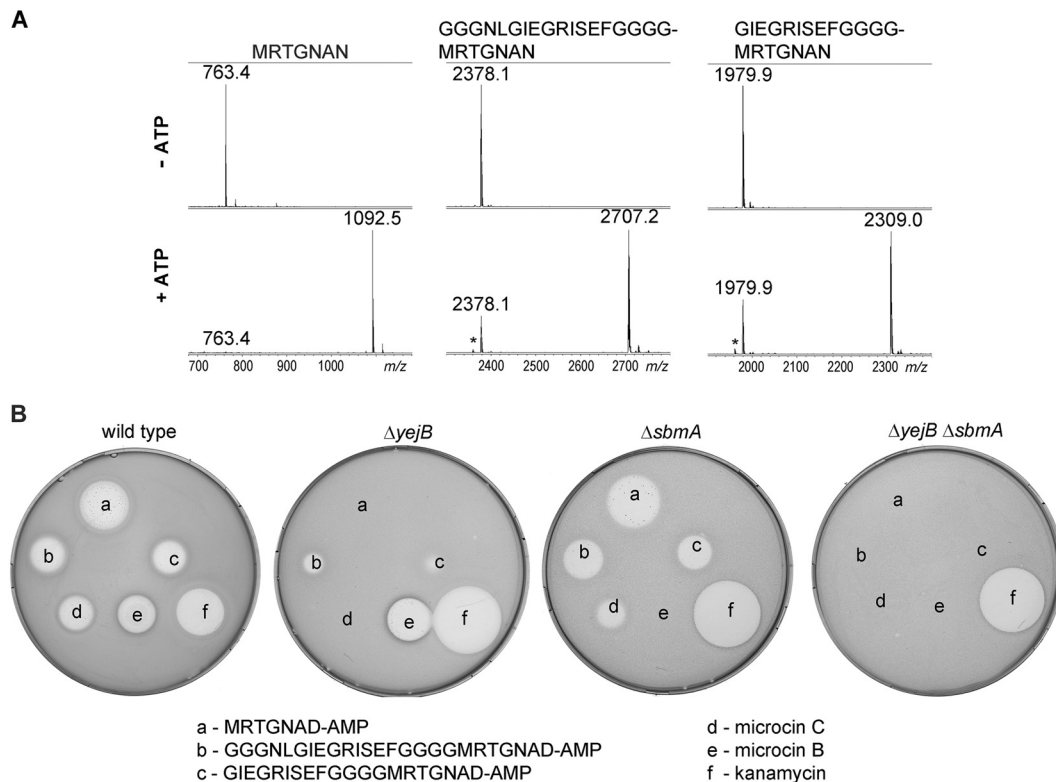 A
MRTGNAN
GGGNLGIEGRISEFGGGG-
MRTGNAN
GIEGRISEFGGGG-
MRTGNAN
- ATP
763.4
2378.1
1979.9
+ ATP
1092.5
763.4
2707.2
2378.1
*
2309.0
1979.9
*
700 800 900 1000 m/z
2400 2500 2600 2700 m/z
2000 2100 2200 2300 m/z
B
wild type
ΔyejB
ΔsbmA
ΔyejB ΔsbmA
a
b
c
d
e
f
a
b
c
d
e
f
a
b
c
d
e
f
a
b
c
d
e
f
a - MRTGNAD-AMP
b - GGGNLGIEGRISEFGGGGMRTGNAD-AMP
c - GIEGRISEFGGGGMRTGNAD-AMP
d - microcin C
e - microcin B
f - kanamycin